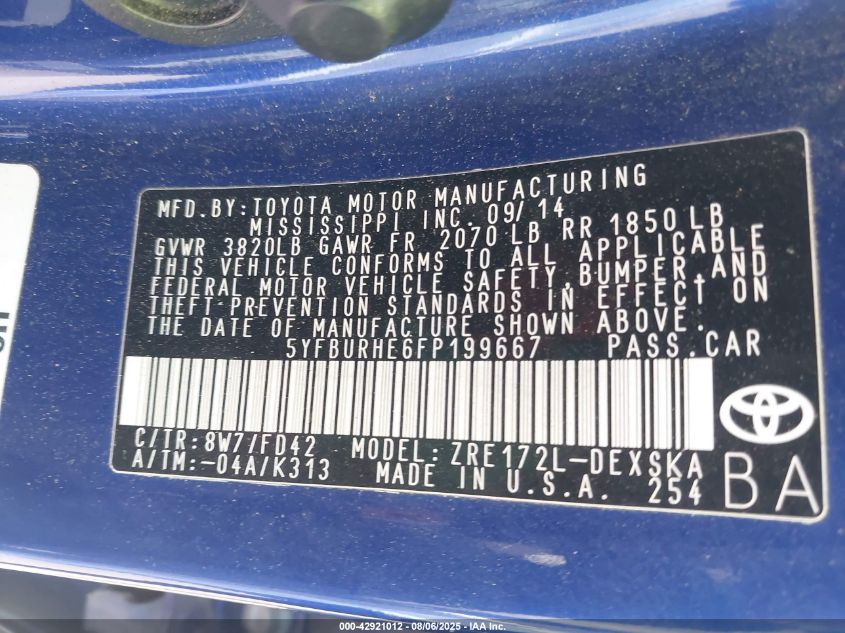 MFD. BY: TOYOTA MOTOR MANUFACTURING
MISSISSIPPI INC. 09/14
GVWR 3820LB GAWR FR 2070 LB RR 1850 LB
THIS VEHICLE CONFORMS TO ALL APPLICABLE
FEDERAL MOTOR VEHICLE SAFETY, BUMPER, AND
THEFT PREVENTION STANDARDS IN EFFECT ON
THE DATE OF MANUFACTURE SHOWN ABOVE.
5YFBURHE6FP199667 PASS. CAR
C/TR: 8W7/FD42 MODEL: ZRE172L-DEXSKA
A/TM: -04A/K313 MADE IN U.S.A. 254
BA
000-42921012 - 08/06/2025 - IAA Inc.